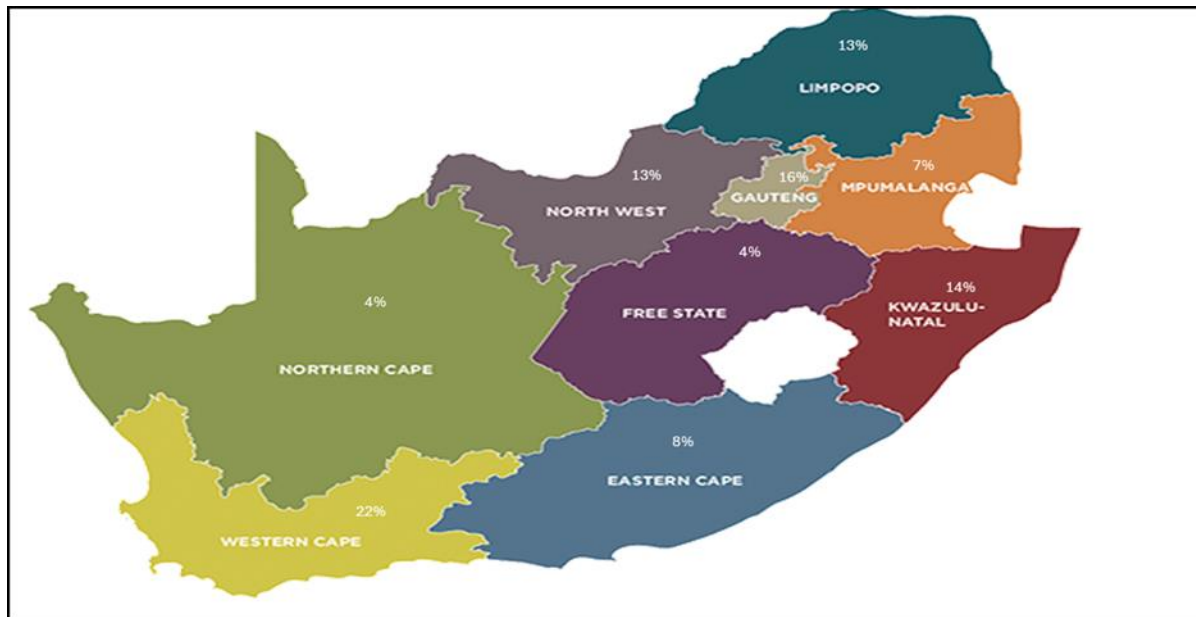 13%
LIMPOPO
13%
NORTH WEST
16%
GAUTENG
7%
MPUMALANGA
4%
FREE STATE
14%
KWAZULU-
NATAL
4%
NORTHERN CAPE
8%
EASTERN CAPE
22%
WESTERN CAPE